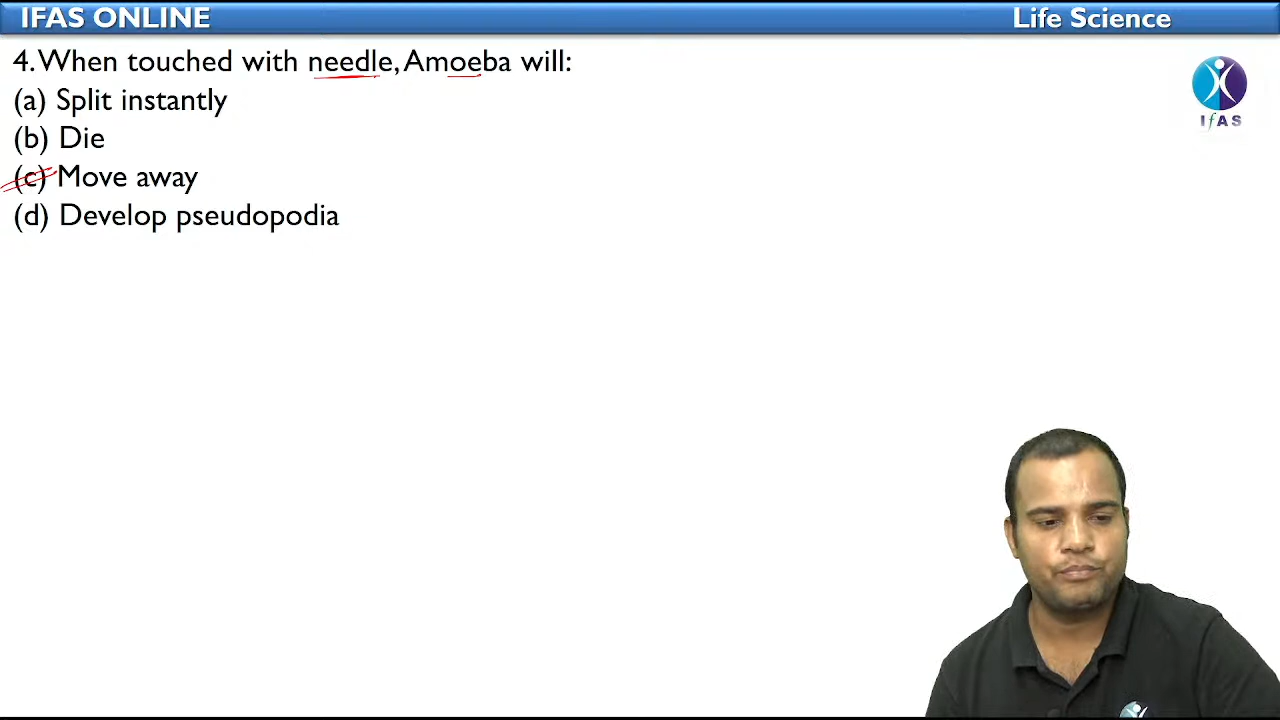 IFAS ONLINE
Life Science
4. When touched with needle, Amoeba will:
(a) Split instantly
(b) Die
(c) Move away
(d) Develop pseudopodia
IfAS